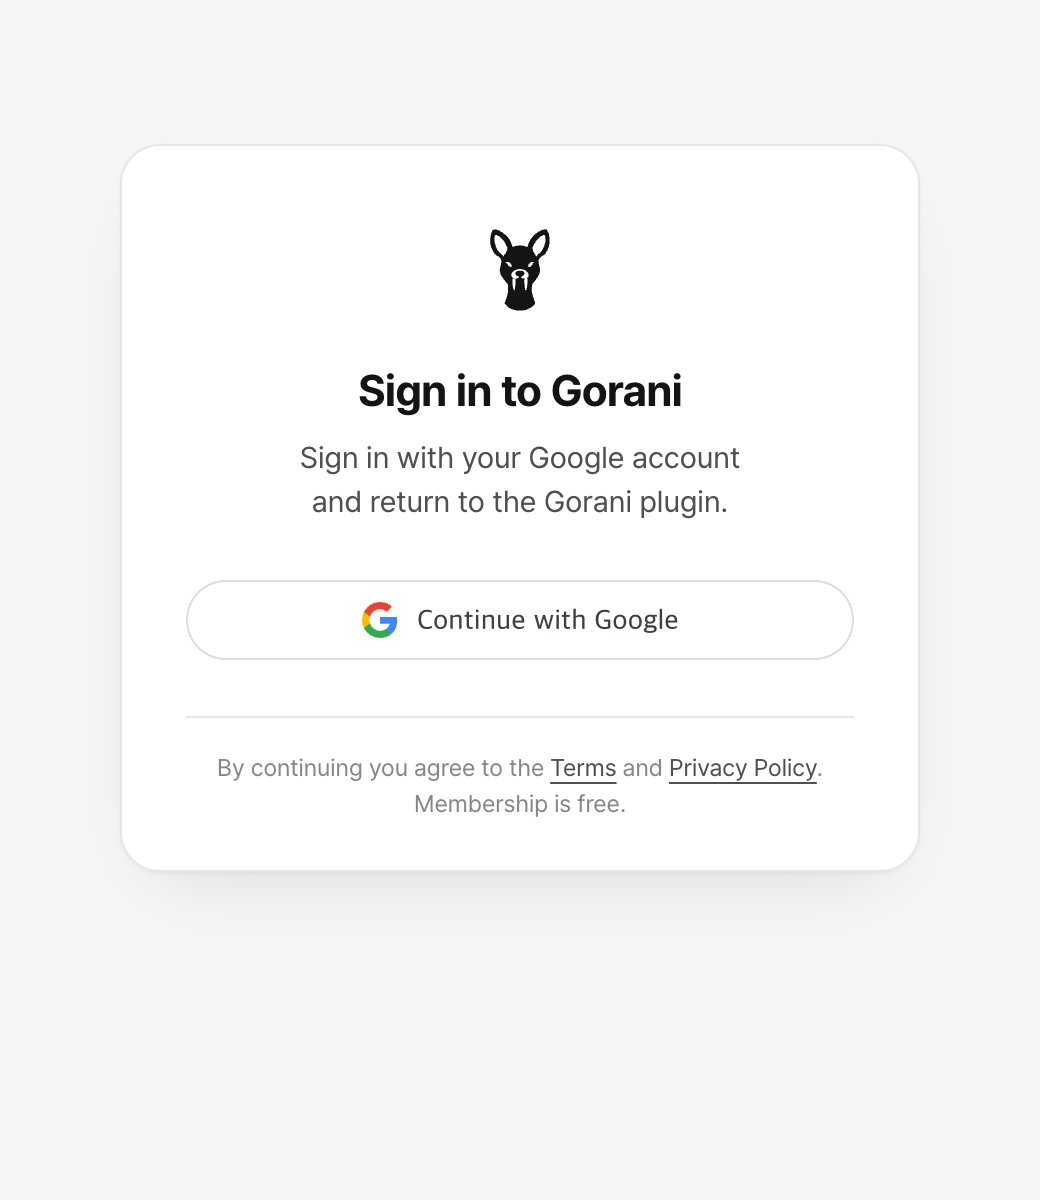 Sign in to Gorani
Sign in with your Google account
and return to the Gorani plugin.
Continue with Google
By continuing you agree to the Terms and Privacy Policy.
Membership is free.